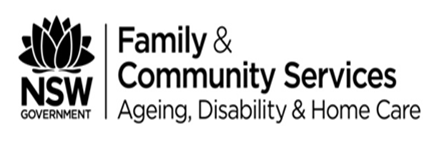 NSW
GOVERNMENT
Family &
Community Services
Ageing, Disability & Home Care